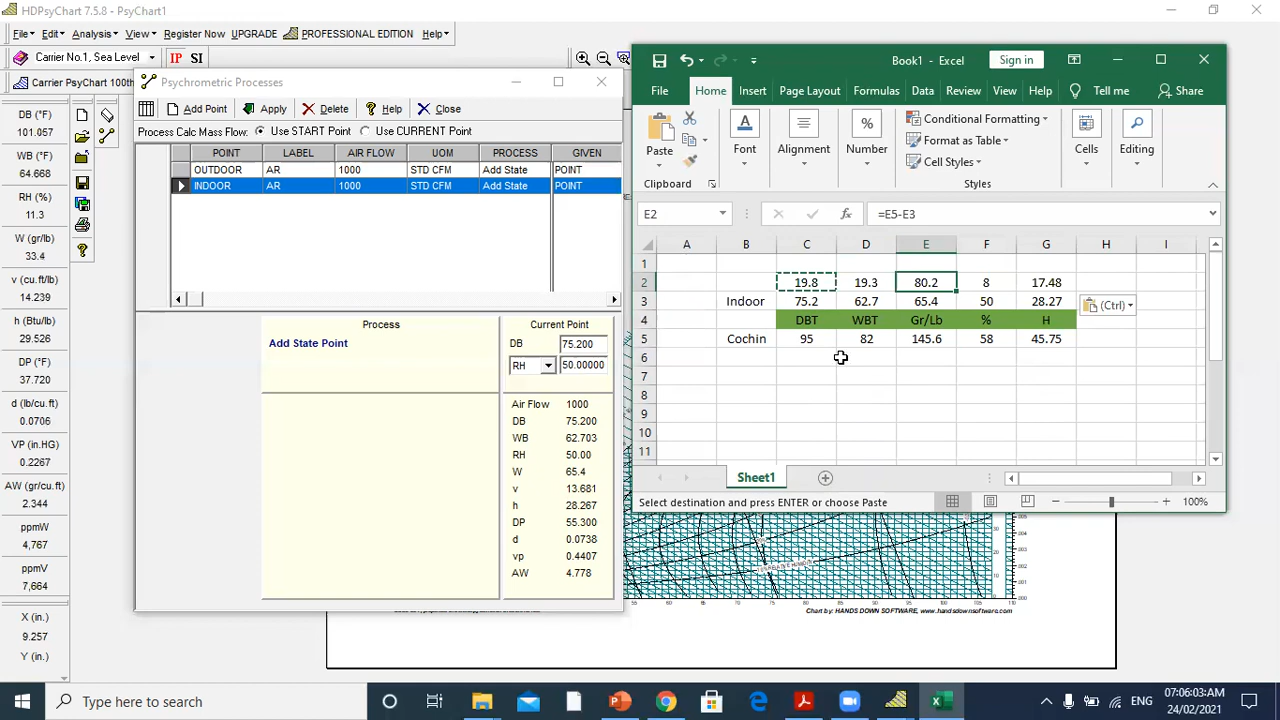 HDPsyChart 7.5.8 - PsyChart1
File Edit Analysis View Register Now UPGRADE PROFESSIONAL EDITION Help
Carrier No.1, Sea Level IP SI
Carrier PsyChart 100th
DB (°F)
101.057
WB (°F)
64.668
RH (%)
11.3
W (gr/lb)
33.4
v (cu.ft/lb)
14.239
h (Btu/lb)
29.526
DP (°F)
37.720
d (lb/cu.ft)
0.0706
VP (in.HG)
0.2267
AW (gr/cu.ft)
2.344
ppmW
4,767
ppmV
7,664
X (in.)
9.257
Y (in.)
Psychrometric Processes
Add Point Apply Delete Help Close
Process Calc Mass Flow: Use START Point Use CURRENT Point
POINT LABEL AIR FLOW UOM PROCESS GIVEN
OUTDOOR AR 1000 STD CFM Add State POINT
INDOOR AR 1000 STD CFM Add State POINT
Process
Add State Point
Current Point
DB 75.200
RH 50.00000
Air Flow 1000
DB 75.200
WB 62.703
RH 50.00
W 65.4
v 13.681
h 28.267
DP 55.300
d 0.0738
vp 0.4407
AW 4.778
Book1 - Excel
Sign in
File Home Insert Page Layout Formulas Data Review View Help Tell me Share
Paste
Clipboard
Font
Alignment
Number
Conditional Formatting
Format as Table
Cell Styles
Styles
Cells
Editing
E2 fx =E5-E3
A B C D E F G H I
1
2 19.8 19.3 80.2 8 17.48
3 Indoor 75.2 62.7 65.4 50 28.27
4 DBT WBT Gr/Lb % H
5 Cochin 95 82 145.6 58 45.75
6
7
8
9
10
11
(Ctrl)
Sheet1
Select destination and press ENTER or choose Paste 100%
Chart by: HANDS DOWN SOFTWARE, www.handsdownsoftware.com
Type here to search
ENG
07:06:03 AM
24/02/2021